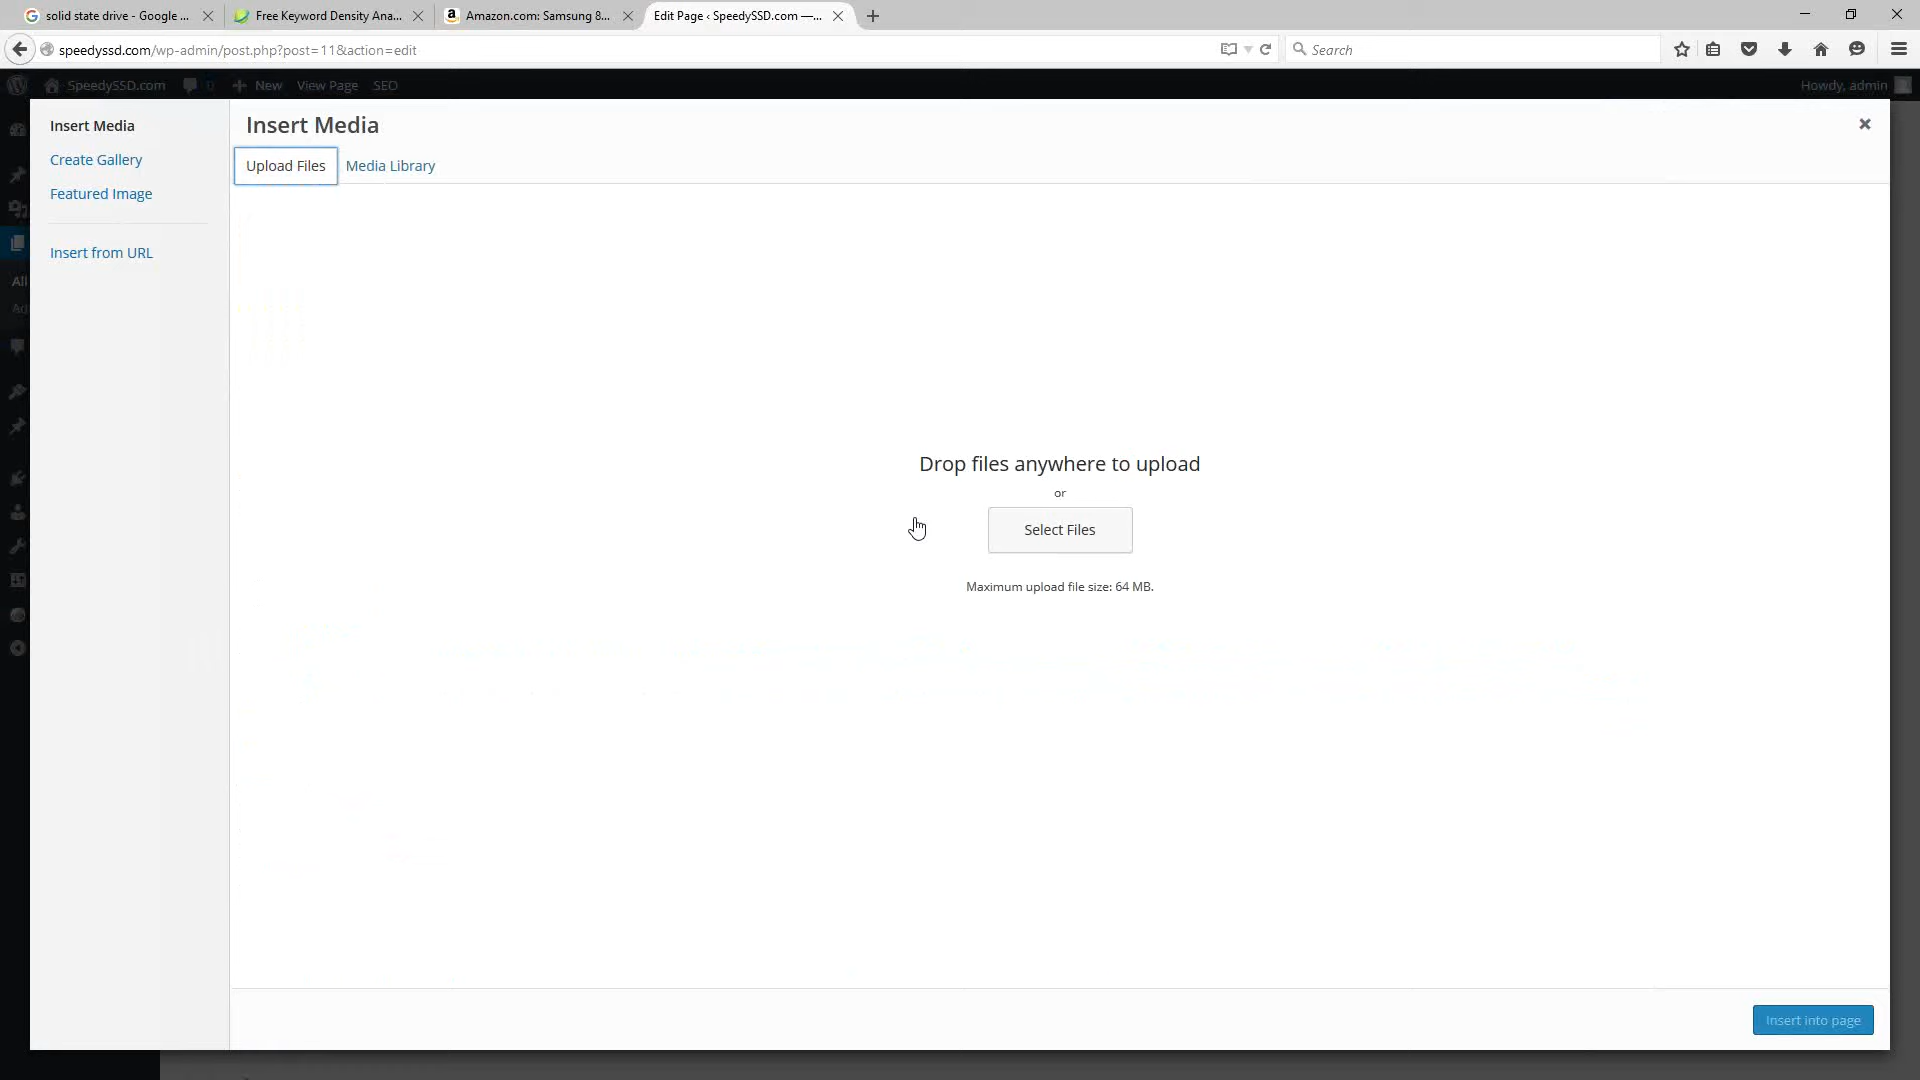 solid state drive - Google ...
Free Keyword Density Ana...
Amazon.com: Samsung 8...
Edit Page ‹ SpeedySSD.com —...
speedyssd.com/wp-admin/post.php?post=11&action=edit
Search
SpeedySSD.com
0
New
View Page
SEO
Howdy, admin
Insert Media
Create Gallery
Featured Image
Insert from URL
All
Ad
Insert Media
Upload Files
Media Library
Drop files anywhere to upload
or
Select Files
Maximum upload file size: 64 MB.
Insert into page